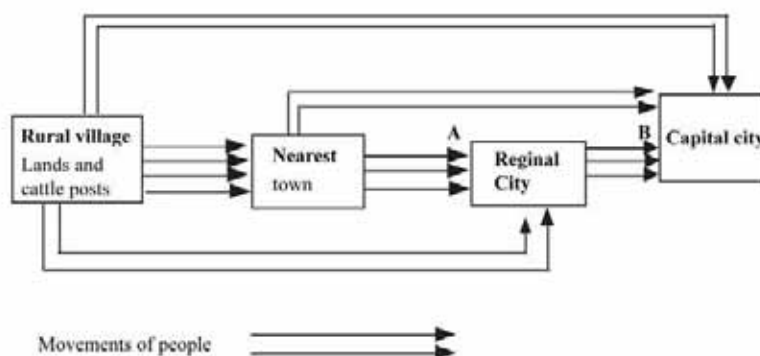 Rural village
Lands and
cattle posts
Nearest
town
A
Reginal
City
B
Capital city
Movements of people